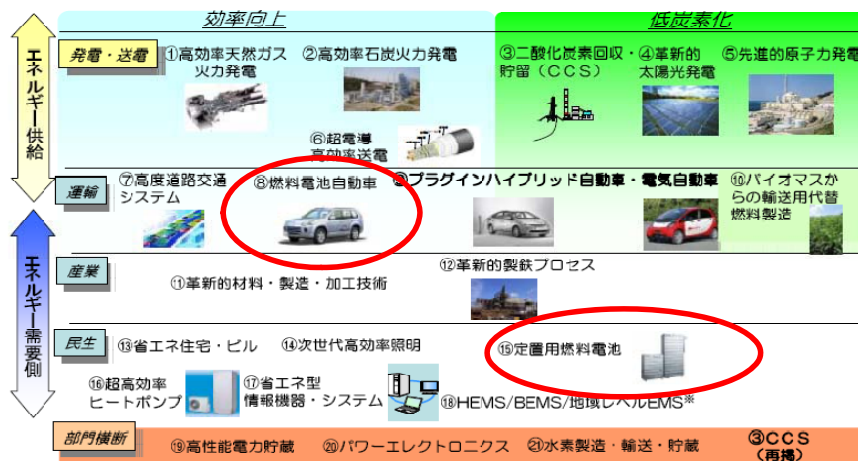 効率向上
低炭素化
エネルギー供給
発電・送電
①高効率天然ガス
火力発電
②高効率石炭火力発電
③二酸化炭素回収・
貯留（CCS）
④革新的
太陽光発電
⑤先進的原子力発電
⑥超電導
高効率送電
運輸
⑦高度道路交通
システム
⑧燃料電池自動車
⑨プラグインハイブリッド自動車・電気自動車
⑩バイオマスか
らの輸送用代替
燃料製造
エネルギー需要側
産業
⑪革新的材料・製造・加工技術
⑫革新的製鉄プロセス
民生
⑬省エネ住宅・ビル
⑭次世代高効率照明
⑮定置用燃料電池
⑯超高効率
ヒートポンプ
⑰省エネ型
情報機器・システム
⑱HEMS/BEMS/地域レベルEMS※
部門横断
⑲高性能電力貯蔵
⑳パワーエレクトロニクス
㉑水素製造・輸送・貯蔵
③CCS
（再掲）